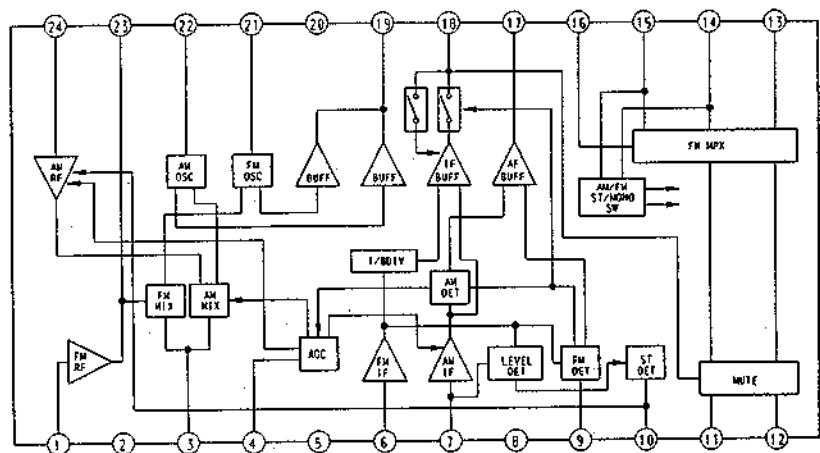 24 23 22 21 20 19 18 17 16 15 14 13
AM RF
AM OSC
FM OSC
BUFF
BUFF
IF BUFF
AF BUFF
FM MPX
AM/FM ST/MONO SW
1/8DIV
AM DET
FM MIX
AM MIX
FM RF
AGC
FM IF
AM IF
LEVEL DET
FM DET
ST DET
MUTE
1 2 3 4 5 6 7 8 9 10 11 12